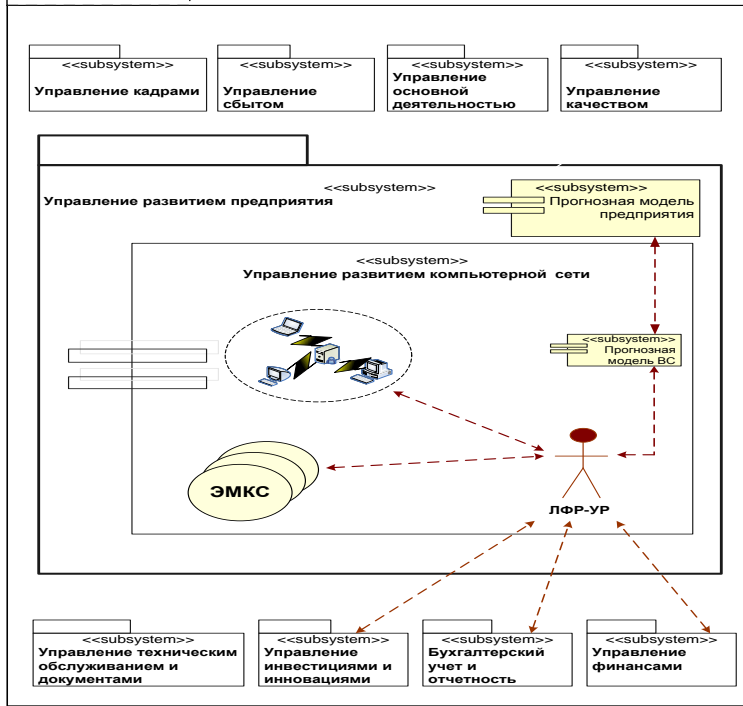 <<subsystem>>
Управление кадрами
<<subsystem>>
Управление
сбытом
<<subsystem>>
Управление
основной
деятельностью
<<subsystem>>
Управление
качеством
<<subsystem>>
Управление развитием предприятия
<<subsystem>>
Прогнозная модель
предприятия
<<subsystem>>
Управление развитием компьютерной сети
<<subsystem>>
Прогнозная
модель ВС
ЭМКС
ЛФР-УР
<<subsystem>>
Управление техническим
обслуживанием и
документами
<<subsystem>>
Управление
инвестициями и
инновациями
<<subsystem>>
Бухгалтерский
учет и
отчетность
<<subsystem>>
Управление
финансами